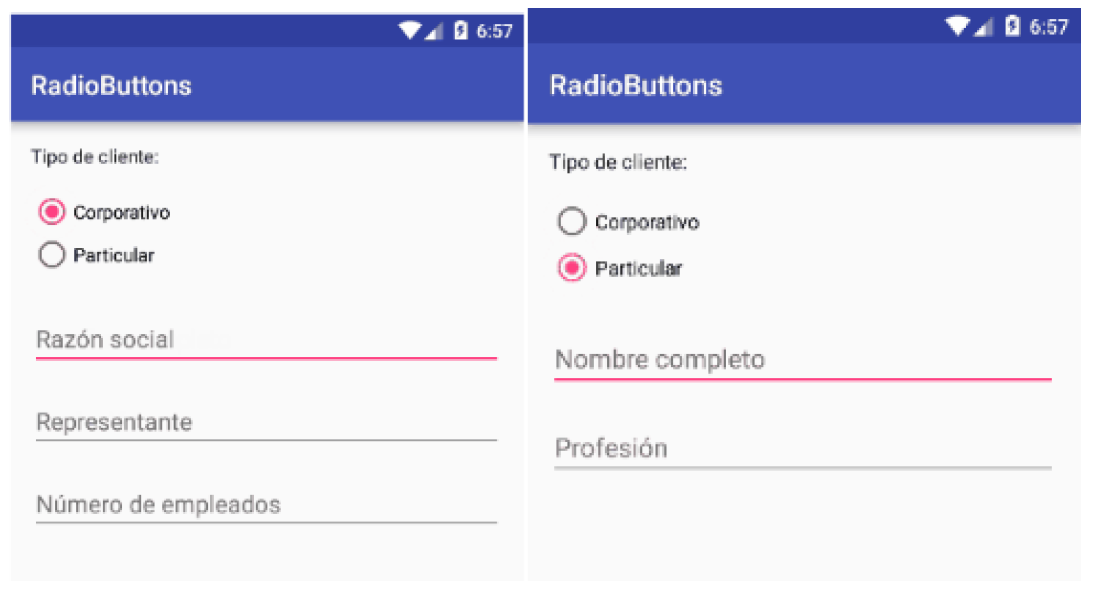 6:57
RadioButtons
Tipo de cliente:
Corporativo
Particular
Razón social
Representante
Número de empleados
6:57
RadioButtons
Tipo de cliente:
Corporativo
Particular
Nombre completo
Profesión